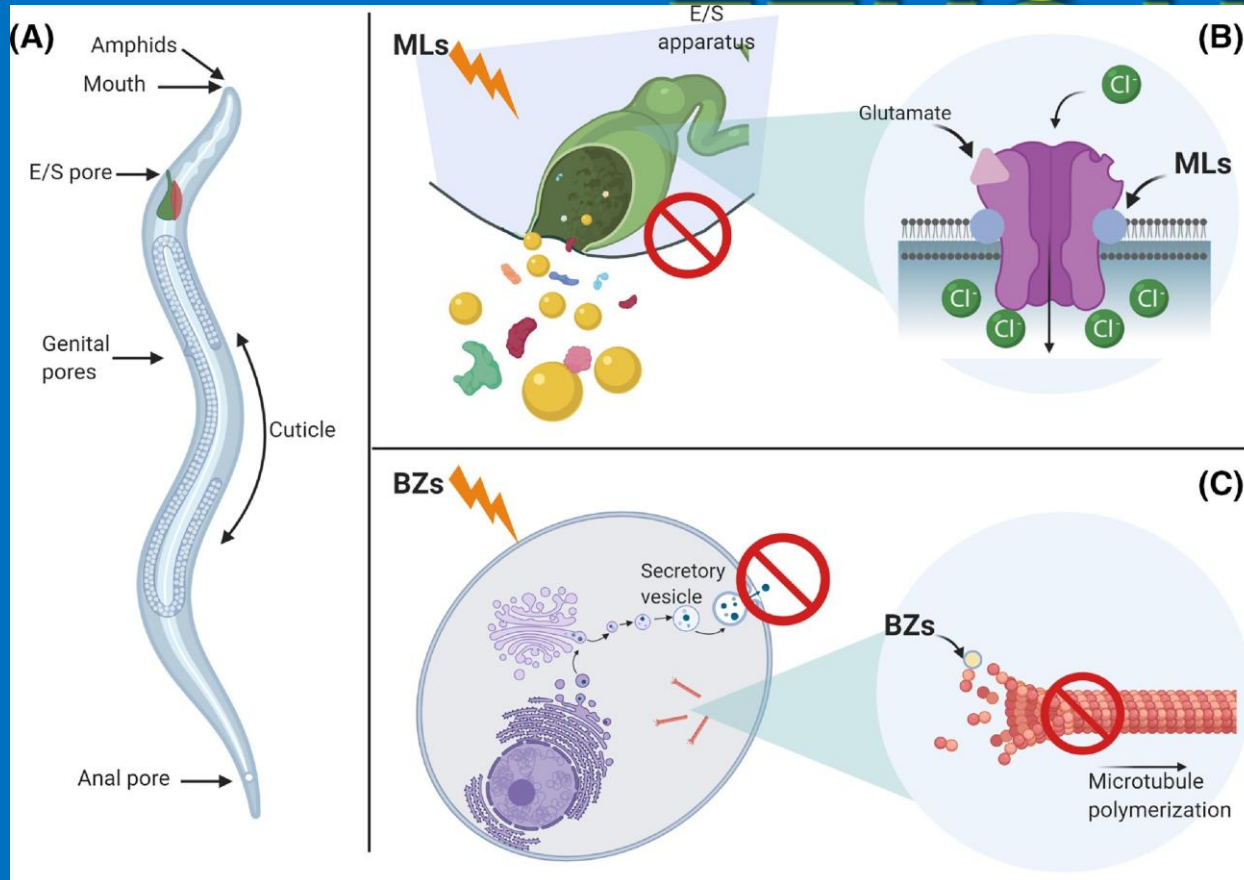 (A)
Amphids
Mouth
E/S pore
Genital
pores
Cuticle
Anal pore
(B)
MLs
E/S
apparatus
Glutamate
Cl-
MLs
Cl-
Cl-
Cl-
Cl-
(C)
BZs
Secretory
vesicle
BZs
Microtubule
polymerization